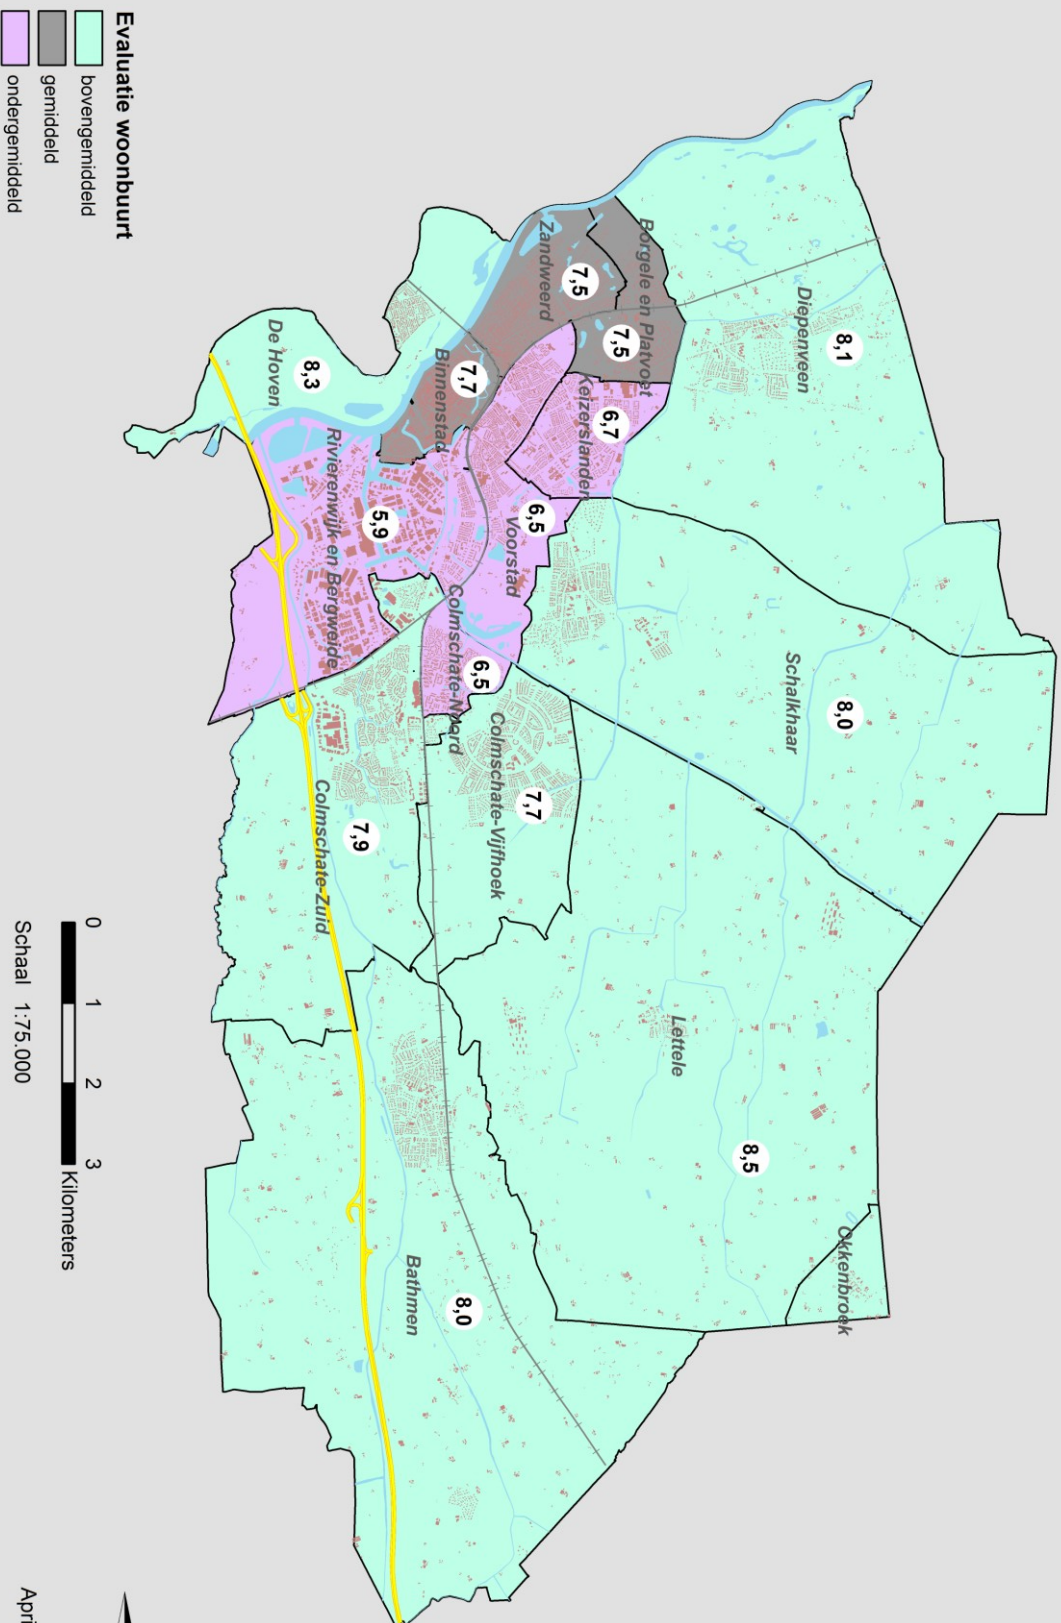 Evaluatie woonbuurt
bovengemiddeld
gemiddeld
ondergemiddeld
8,1
Diepenveen
Borgele en Platvoet
7,5
Zandweerd
7,5
Keizerslanden
6,7
Binnenstad
7,7
De Hoven
8,3
Voorstad
6,5
Rivierenwijk en Bergweide
5,9
Colmschate-Noord
6,5
Schalkhaar
8,0
Colmschate-Vijfhoek
7,7
Colmschate-Zuid
7,9
Lettele
8,5
Okkenbroek
Bathmen
8,0
0 1 2 3
Kilometers
Schaal 1:75.000
Apri